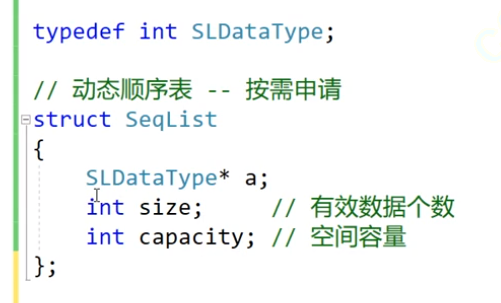 typedef int SLDataType;
// 动态顺序表 -- 按需申请
struct SeqList
{
SLDataType* a;
int size; // 有效数据个数
int capacity; // 空间容量
};